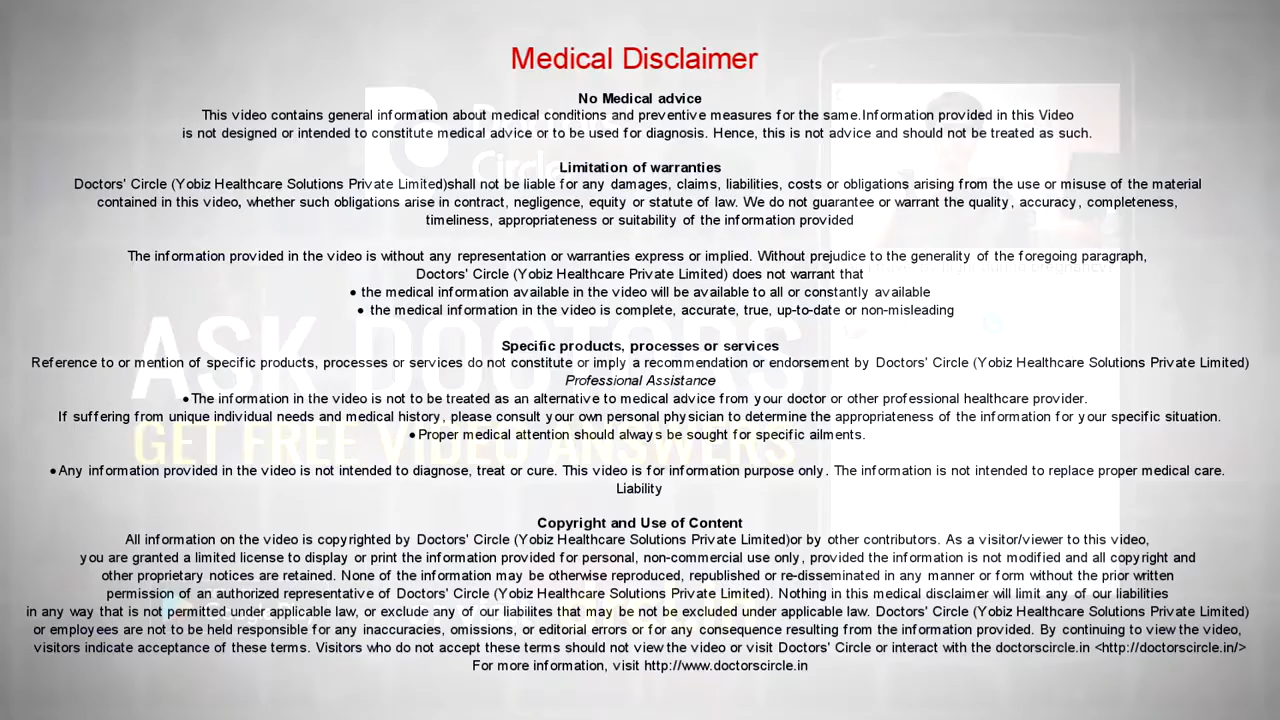 Medical Disclaimer
No Medical advice
This video contains general information about medical conditions and preventive measures for the same.Information provided in this Video
is not designed or intended to constitute medical advice or to be used for diagnosis. Hence, this is not advice and should not be treated as such.
Limitation of warranties
Doctors' Circle (Yobiz Healthcare Solutions Private Limited)shall not be liable for any damages, claims, liabilities, costs or obligations arising from the use or misuse of the material
contained in this video, whether such obligations arise in contract, negligence, equity or statute of law. We do not guarantee or warrant the quality, accuracy, completeness,
timeliness, appropriateness or suitability of the information provided
The information provided in the video is without any representation or warranties express or implied. Without prejudice to the generality of the foregoing paragraph,
Doctors' Circle (Yobiz Healthcare Private Limited) does not warrant that
• the medical information available in the video will be available to all or constantly available
• the medical information in the video is complete, accurate, true, up-to-date or non-misleading
Specific products, processes or services
Reference to or mention of specific products, processes or services do not constitute or imply a recommendation or endorsement by Doctors' Circle (Yobiz Healthcare Solutions Private Limited)
Professional Assistance
•The information in the video is not to be treated as an alternative to medical advice from your doctor or other professional healthcare provider.
If suffering from unique individual needs and medical history, please consult your own personal physician to determine the appropriateness of the information for your specific situation.
•Proper medical attention should always be sought for specific ailments.
•Any information provided in the video is not intended to diagnose, treat or cure. This video is for information purpose only. The information is not intended to replace proper medical care.
Liability
Copyright and Use of Content
All information on the video is copyrighted by Doctors' Circle (Yobiz Healthcare Solutions Private Limited)or by other contributors. As a visitor/viewer to this video,
you are granted a limited license to display or print the information provided for personal, non-commercial use only, provided the information is not modified and all copyright and
other proprietary notices are retained. None of the information may be otherwise reproduced, republished or re-disseminated in any manner or form without the prior written
permission of an authorized representative of Doctors' Circle (Yobiz Healthcare Solutions Private Limited). Nothing in this medical disclaimer will limit any of our liabilities
in any way that is not permitted under applicable law, or exclude any of our liabilites that may be not be excluded under applicable law. Doctors' Circle (Yobiz Healthcare Solutions Private Limited)
or employees are not to be held responsible for any inaccuracies, omissions, or editorial errors or for any consequence resulting from the information provided. By continuing to view the video,
visitors indicate acceptance of these terms. Visitors who do not accept these terms should not view the video or visit Doctors' Circle or interact with the doctorscircle.in <http://doctorscircle.in/>
For more information, visit http://www.doctorscircle.in
Circle
ASK DOCTORS
GET FREE VIDEO ANSWERS